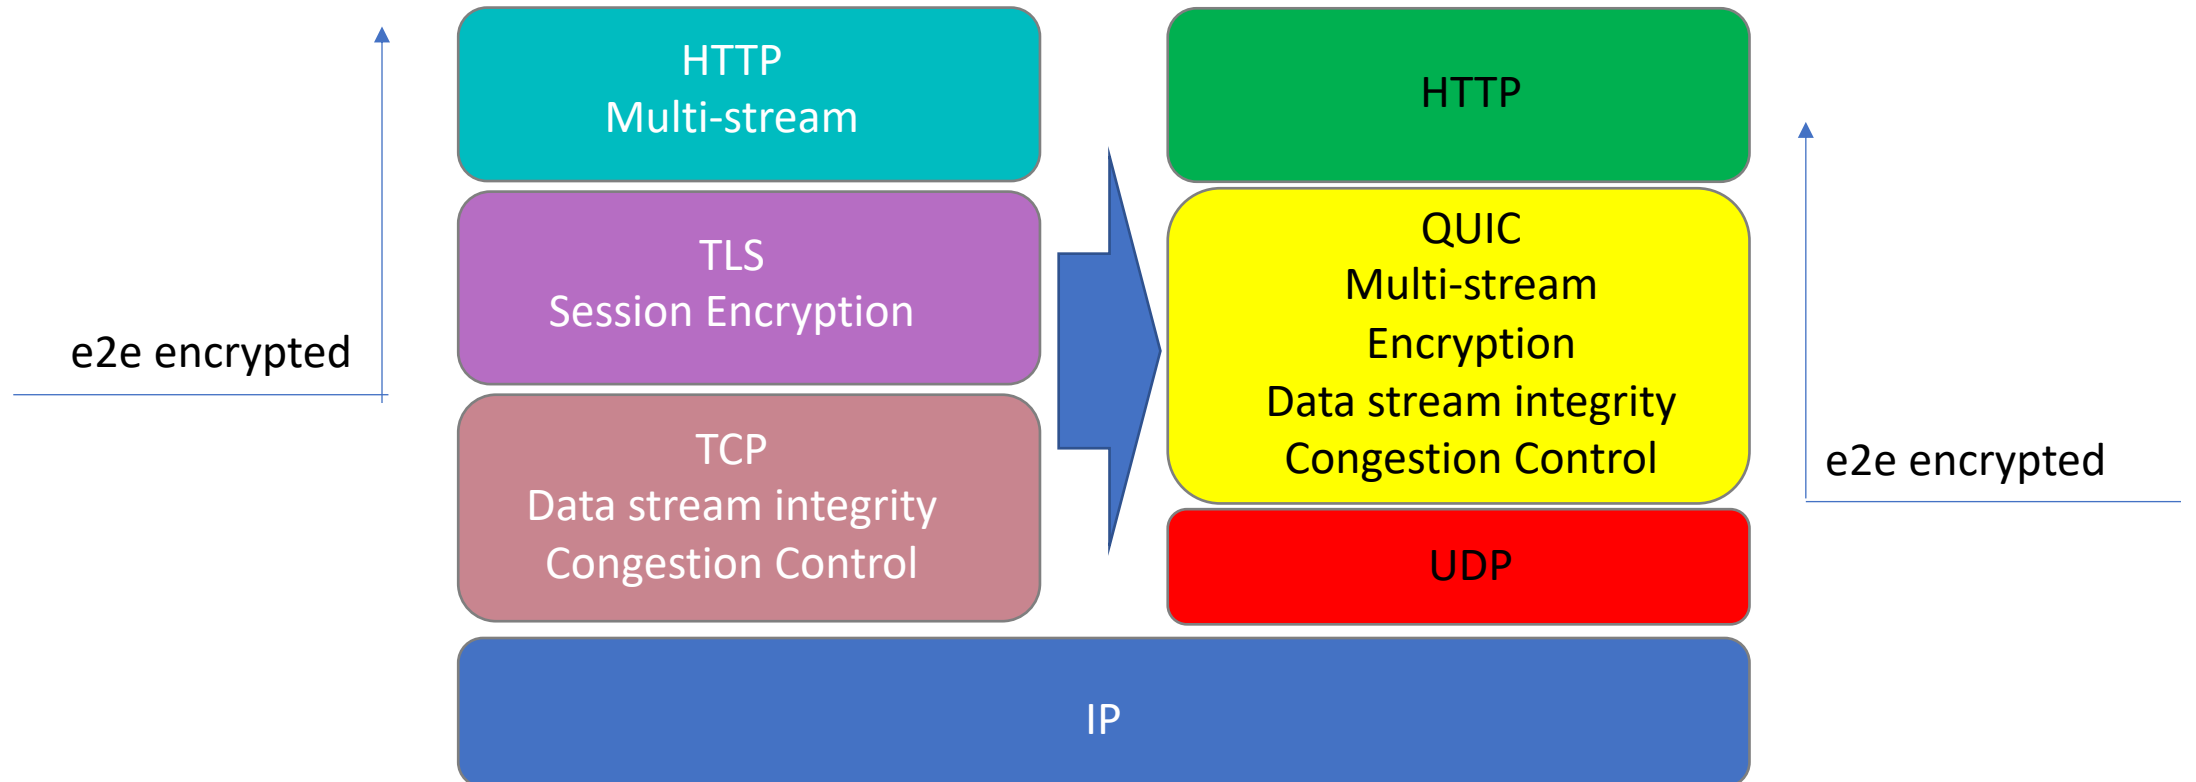 e2e encrypted
HTTP
Multi-stream
TLS
Session Encryption
TCP
Data stream integrity
Congestion Control
HTTP
QUIC
Multi-stream
Encryption
Data stream integrity
Congestion Control
UDP
e2e encrypted
IP